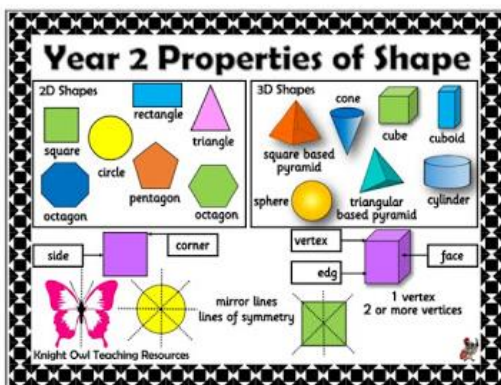 Year 2 Properties of Shape
2D Shapes
rectangle
triangle
square
circle
octagon
pentagon
octagon
3D Shapes
cone
cube
cuboid
square based
pyramid
sphere
triangular
based pyramid
cylinder
side
corner
mirror lines
lines of symmetry
vertex
edg
face
1 vertex
2 or more vertices
Knight Owl Teaching Resources